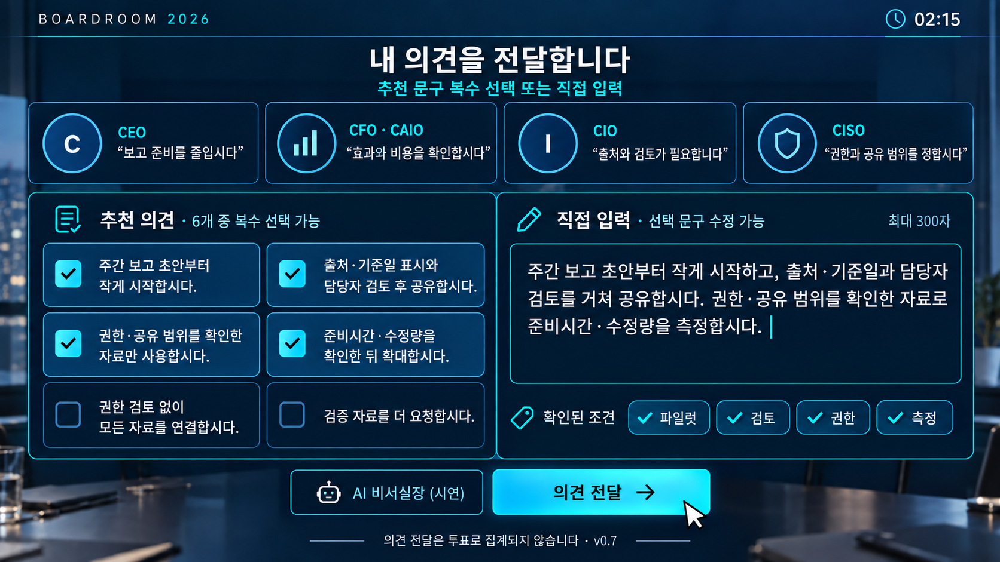 BOARDROOM 2026
02:15
내 의견을 전달합니다
추천 문구 복수 선택 또는 직접 입력
C
CEO
“보고 준비를 줄입시다”
CFO · CAIO
“효과와 비용을 확인합시다”
I
CIO
“출처와 검토가 필요합니다”
CISO
“권한과 공유 범위를 정합시다”
추천 의견 · 6개 중 복수 선택 가능
주간 보고 초안부터
작게 시작합시다.
출처·기준일 표시와
담당자 검토 후 공유합시다.
권한·공유 범위를 확인한
자료만 사용합시다.
준비시간·수정량을
확인한 뒤 확대합시다.
권한 검토 없이
모든 자료를 연결합시다.
검증 자료를 더 요청합시다.
직접 입력 · 선택 문구 수정 가능
최대 300자
주간 보고 초안부터 작게 시작하고, 출처·기준일과 담당자
검토를 거쳐 공유합시다. 권한·공유 범위를 확인한 자료로
준비시간·수정량을 측정합시다.
확인된 조건
파일럿
검토
권한
측정
AI 비서실장 (시연)
의견 전달 →
의견 전달은 투표로 집계되지 않습니다 · v0.7